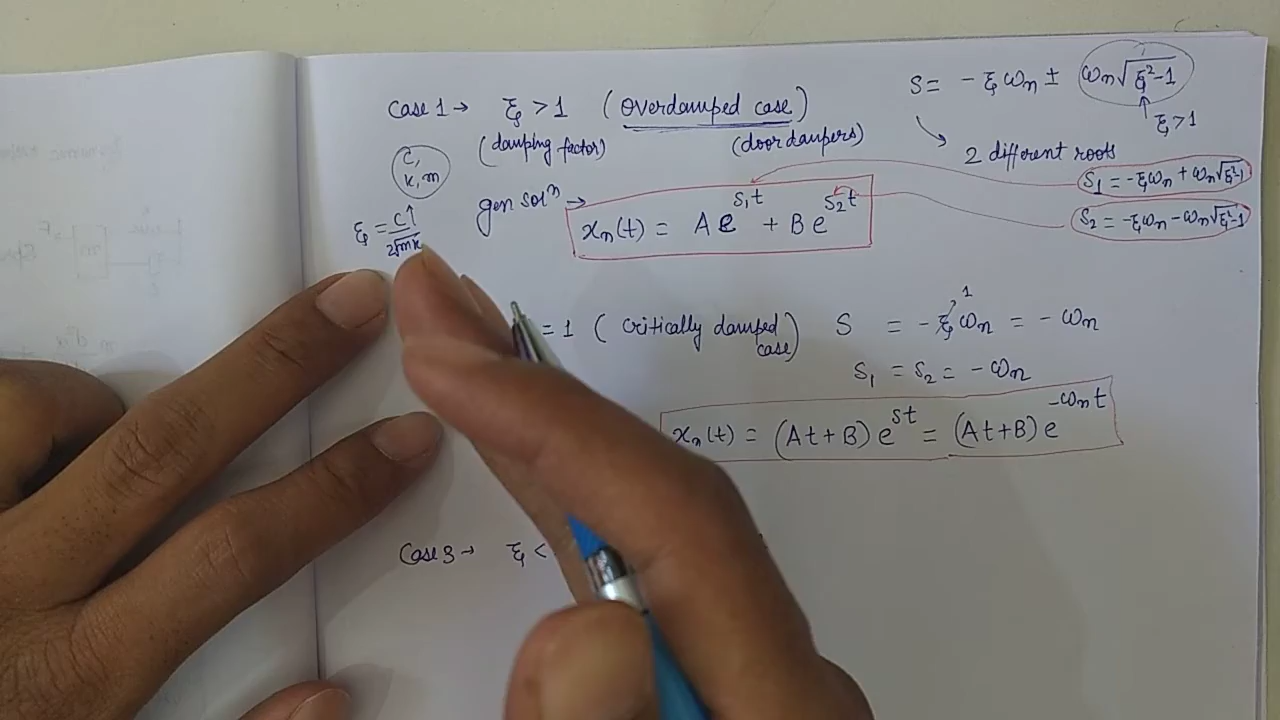 Case 1 → ξ > 1 (Overdamped case)
S = - ξ ωn ± ωn√ξ²-1
ξ > 1
(damping factor) (door dampers)
2 different roots
C,
k, m
S1 = -ξωn + ωn√ξ²-1
gen solⁿ → xn(t) = A e^S1t + B e^S2t
S2 = -ξωn - ωn√ξ²-1
ξ = C↑/2√mk
= 1 (Critically damped case) S = - ξ ωn = - ωn
1
S1 = S2 = - ωn
xn(t) = (At + B) e^st = (At + B) e^-ωnt
Case 3 → ξ <